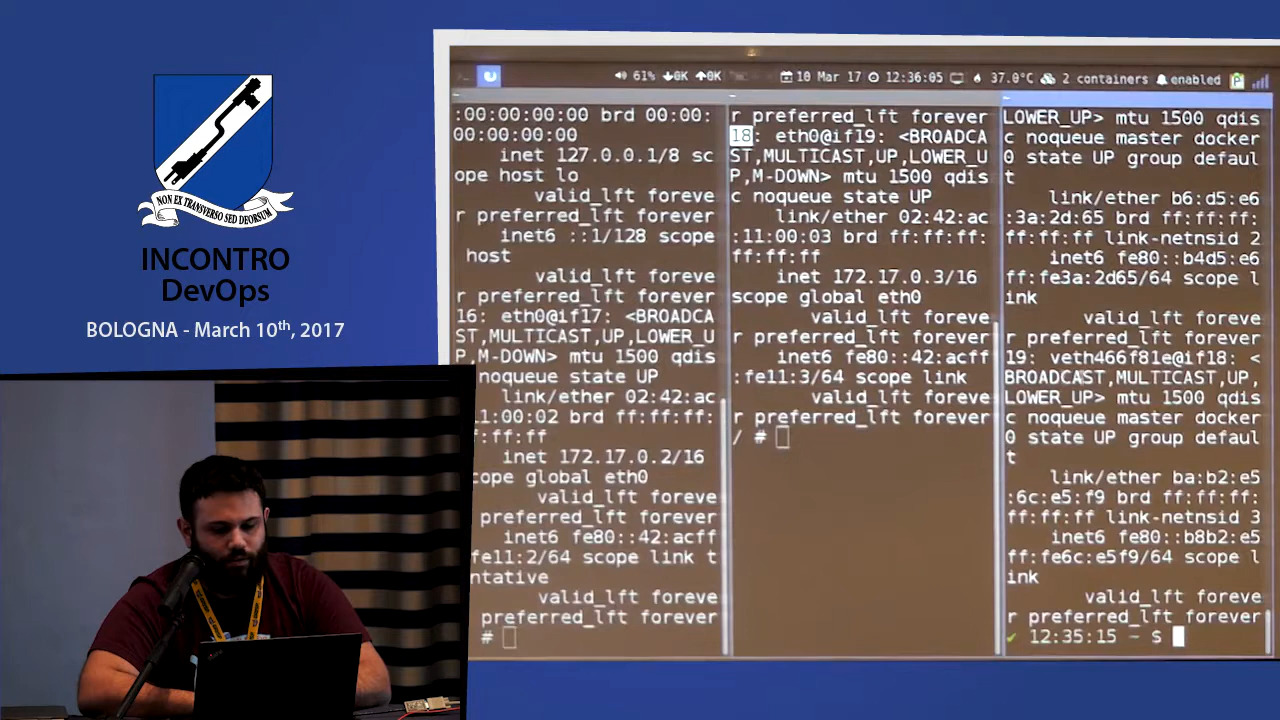 NON EX TRANSVERSO SED DEORSUM
INCONTRO
DevOps
BOLOGNA - March 10th, 2017
61% 0K 0K 10 Mar 17 12:36:05 37.0°C 2 containers enabled
:00:00:00:00 brd 00:00:
00:00:00:00
inet 127.0.0.1/8 sc
ope host lo
valid_lft foreve
r preferred_lft forever
inet6 ::1/128 scope
host
valid_lft foreve
r preferred_lft forever
16: eth0@if17: <BROADCA
ST,MULTICAST,UP,LOWER_U
P,M-DOWN> mtu 1500 qdis
noqueue state UP
link/ether 02:42:ac
11:00:02 brd ff:ff:ff:
f:ff:ff
inet 172.17.0.2/16
cope global eth0
valid_lft foreve
preferred_lft forever
inet6 fe80::42:acff
fe11:2/64 scope link t
ntative
valid_lft foreve
preferred_lft forever
#
r preferred_lft forever
18: eth0@if19: <BROADCA
ST,MULTICAST,UP,LOWER_U
P,M-DOWN> mtu 1500 qdis
c noqueue state UP
link/ether 02:42:ac
:11:00:03 brd ff:ff:ff:
ff:ff:ff
inet 172.17.0.3/16
scope global eth0
valid_lft foreve
r preferred_lft forever
inet6 fe80::42:acff
:fe11:3/64 scope link
valid_lft foreve
r preferred_lft forever
/ #
LOWER_UP> mtu 1500 qdis
c noqueue master docker
0 state UP group defaul
t
link/ether b6:d5:e6
:3a:2d:65 brd ff:ff:ff:
ff:ff:ff link-netnsid 2
inet6 fe80::b4d5:e6
ff:fe3a:2d65/64 scope l
ink
valid_lft foreve
r preferred_lft forever
19: veth466f81e@if18: <
BROADCAST,MULTICAST,UP,
LOWER_UP> mtu 1500 qdis
c noqueue master docker
0 state UP group defaul
t
link/ether ba:b2:e5
:6c:e5:f9 brd ff:ff:ff:
ff:ff:ff link-netnsid 3
inet6 fe80::b8b2:e5
ff:fe6c:e5f9/64 scope l
ink
valid_lft foreve
r preferred_lft forever
✔ 12:35:15 ~ $